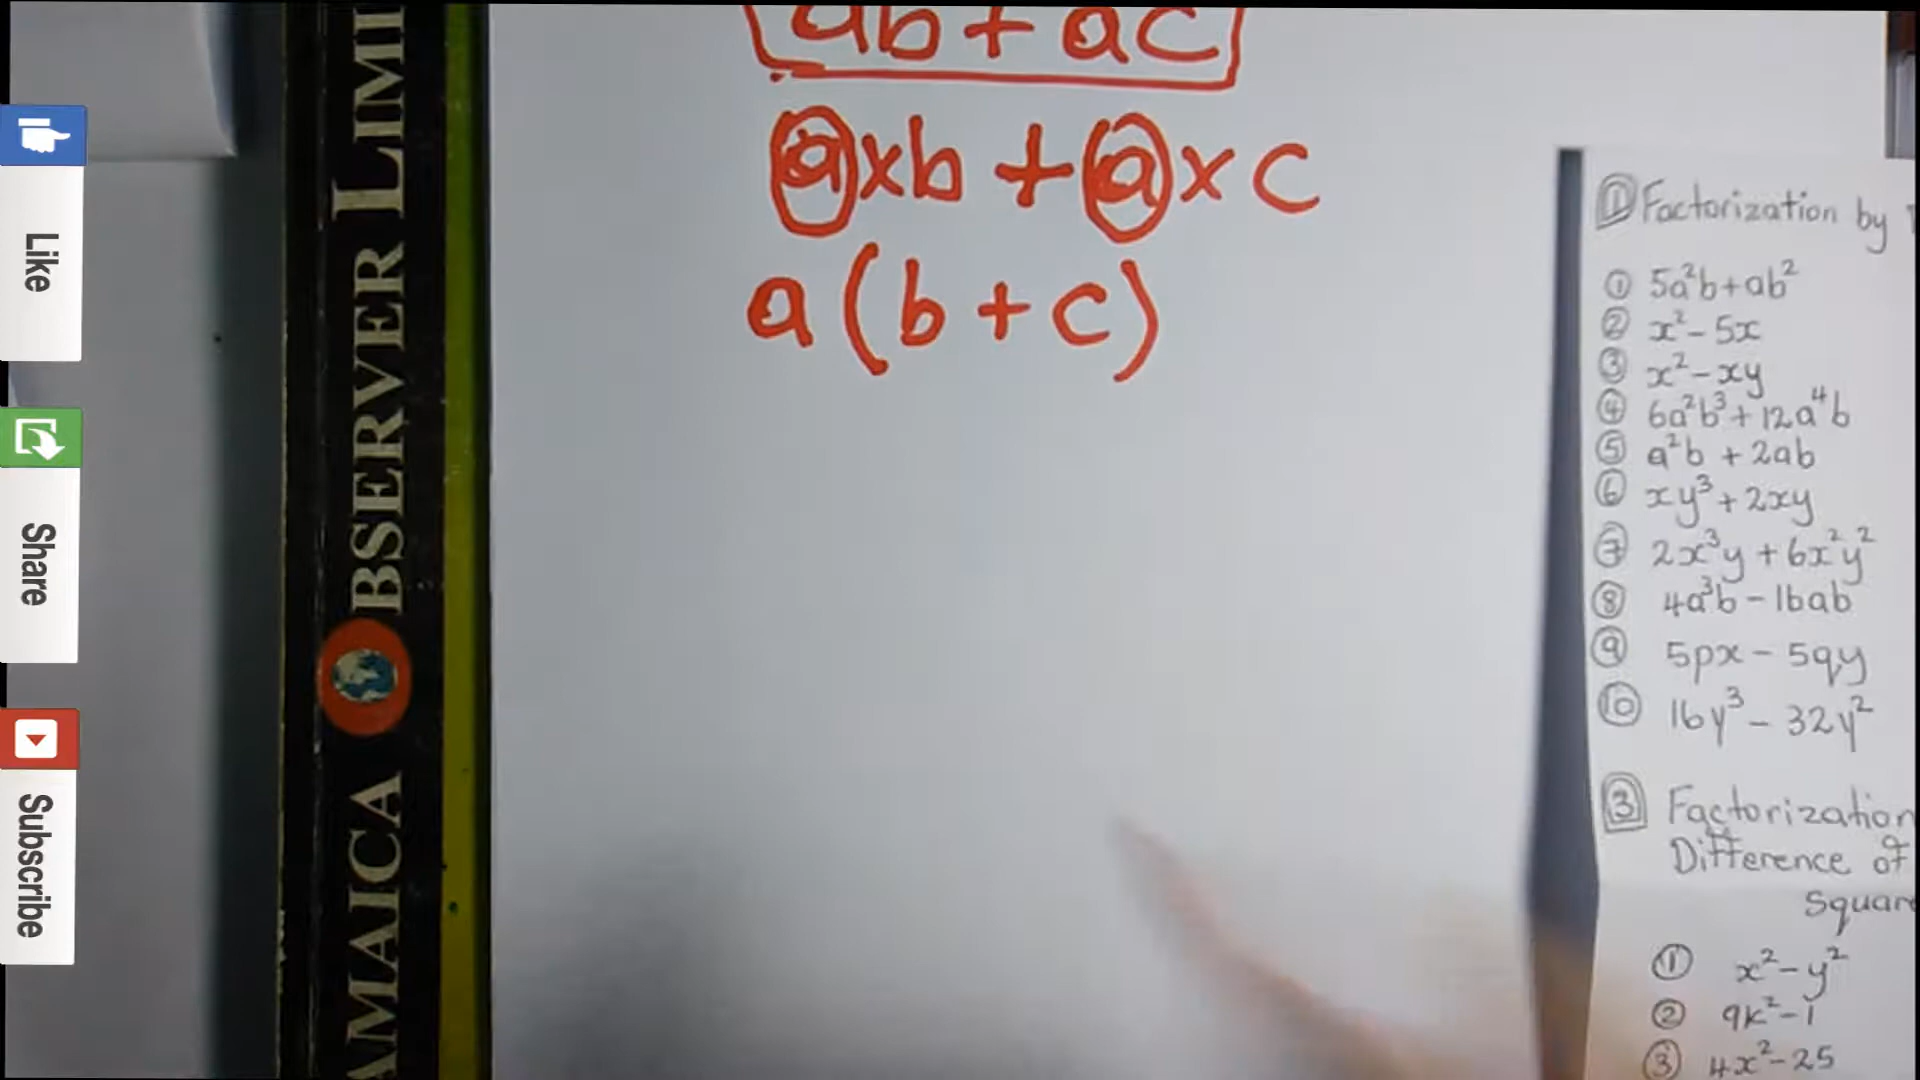 ab + ac
a x b + a x c
a (b + c)
Like
Share
Subscribe
JAMAICA OBSERVER LIMI
① Factorization by
① 5a²b + ab²
② x² - 5x
③ x² - xy
④ 6a²b³ + 12a⁴b
⑤ a²b + 2ab
⑥ xy³ + 2xy
⑦ 2x³y + 6x²y²
⑧ 4a³b - 16ab
⑨ 5px - 5qy
⑩ 16y³ - 32y²
3 Factorization
Difference of
Square
① x² - y²
② 9k² - 1
③ 4x² - 25